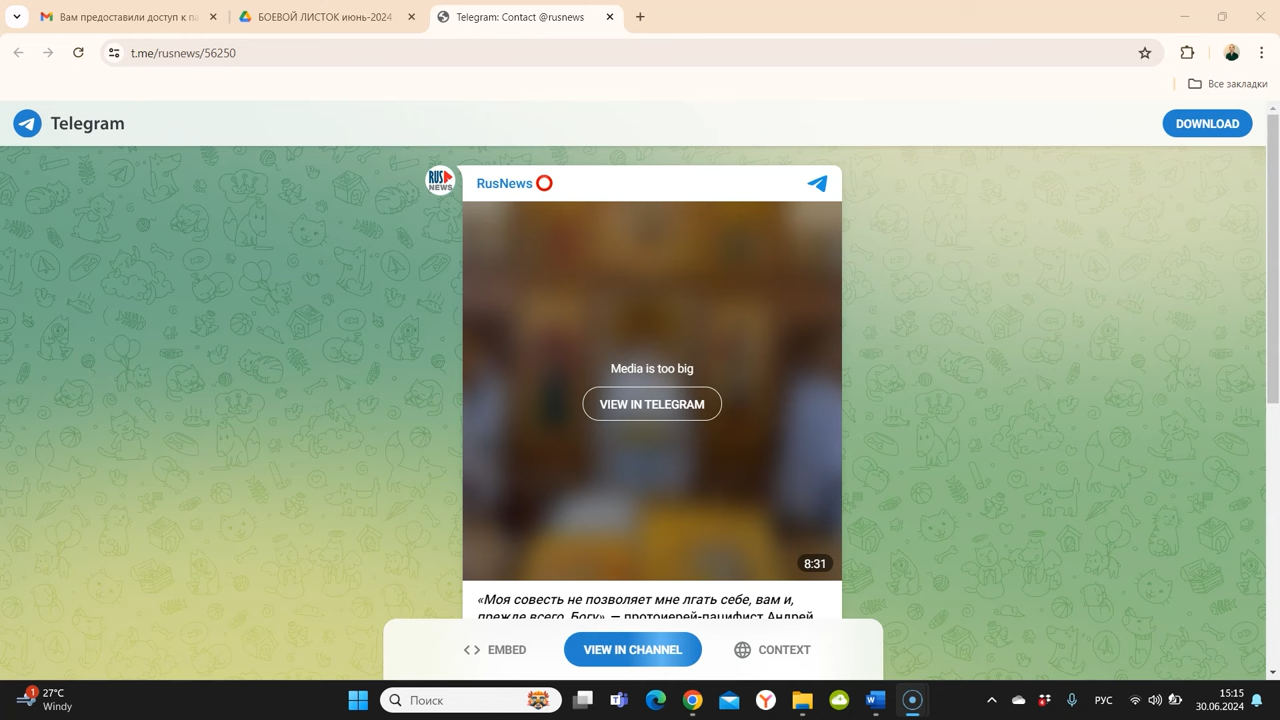 Вам предоставили доступ к па
БОЕВОЙ ЛИСТОК июнь-2024
Telegram: Contact @rusnews
t.me/rusnews/56250
Все закладки
Telegram
DOWNLOAD
RUS NEWS
RusNews
Media is too big
VIEW IN TELEGRAM
8:31
«Моя совесть не позволяет мне лгать себе, вам и,
прежде всего, Богу», — протоиерей-пацифист Андрей
EMBED
VIEW IN CHANNEL
CONTEXT
1
27°C
Windy
Поиск
РУС
15:15
30.06.2024